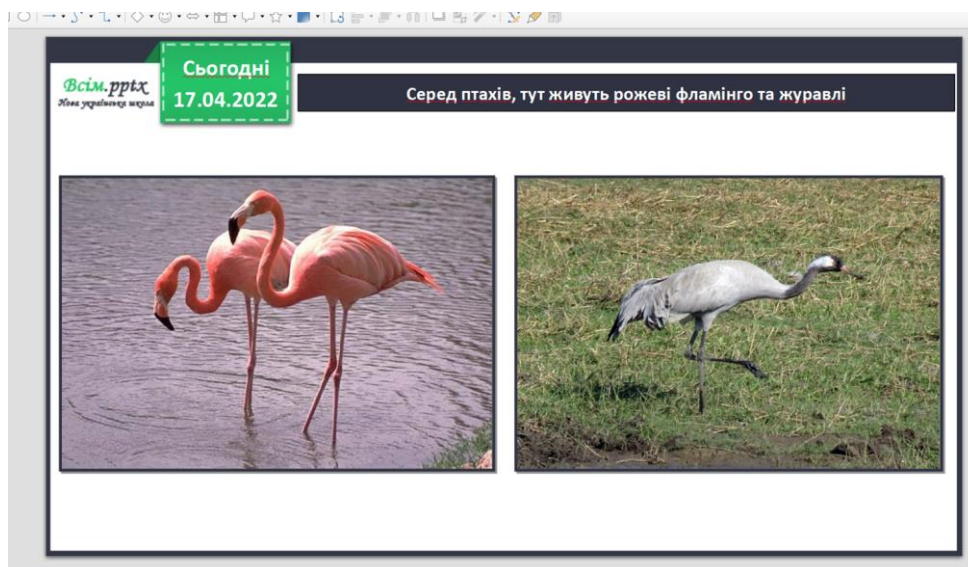 Сьогодні
17.04.2022
Всім.pptx
Нова українська школа
Серед птахів, тут живуть рожеві фламінго та журавлі